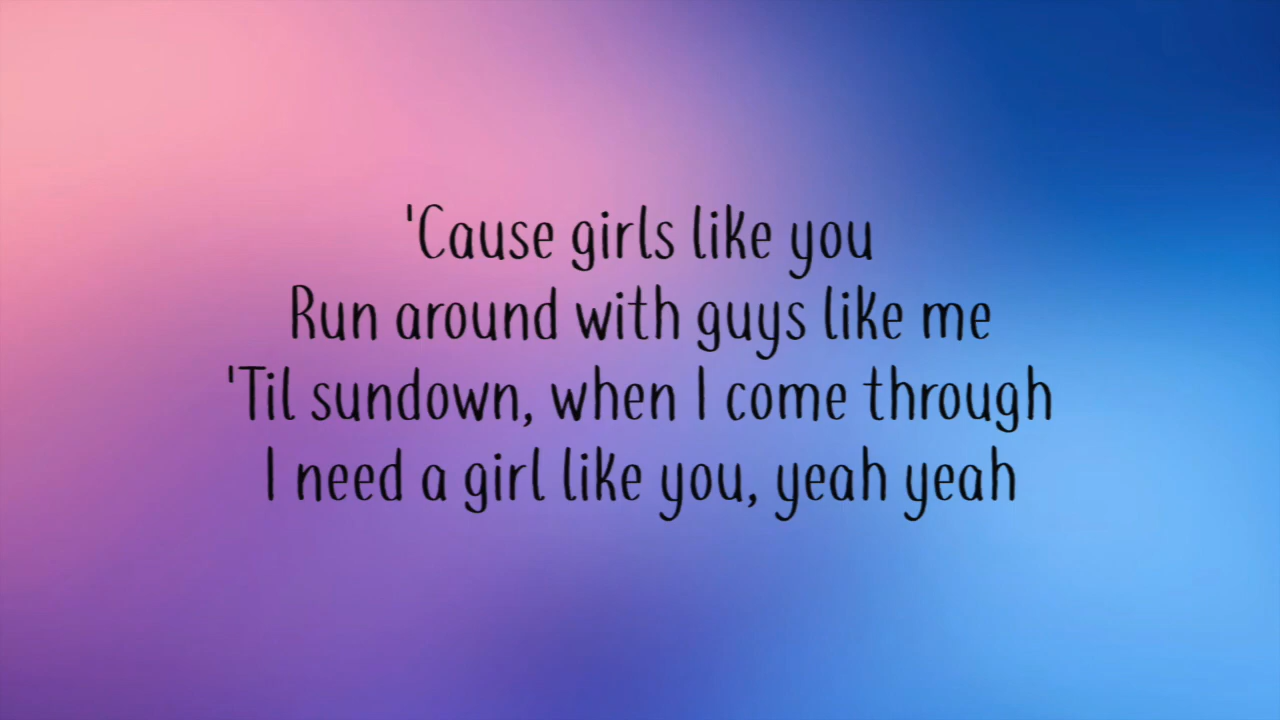 'Cause girls like you
Run around with guys like me
'Til sundown, when I come through
I need a girl like you, yeah yeah